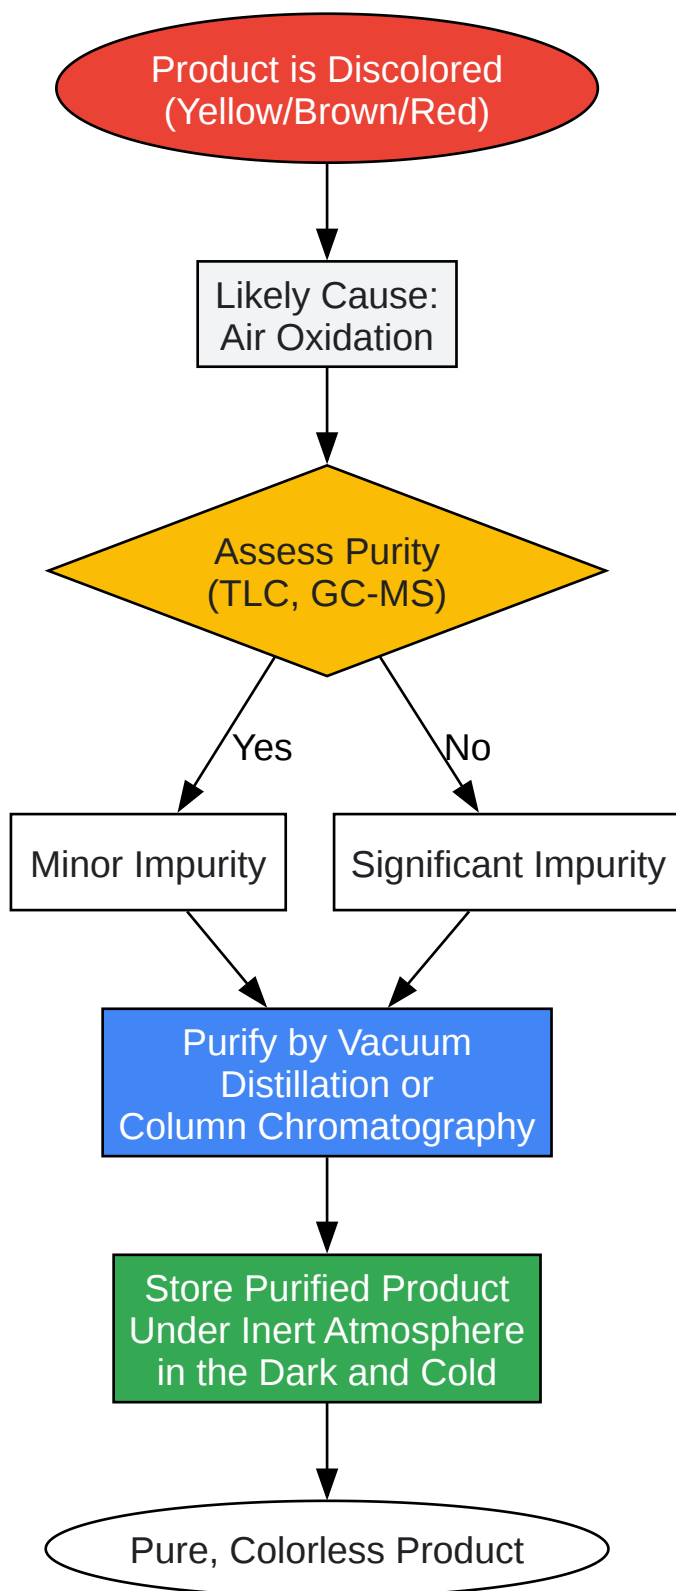 Product is Discolored
(Yellow/Brown/Red)
Likely Cause:
Air Oxidation
Assess Purity
(TLC, GC-MS)
Yes
No
Minor Impurity
Significant Impurity
Purify by Vacuum
Distillation or
Column Chromatography
Store Purified Product
Under Inert Atmosphere
in the Dark and Cold
Pure, Colorless Product